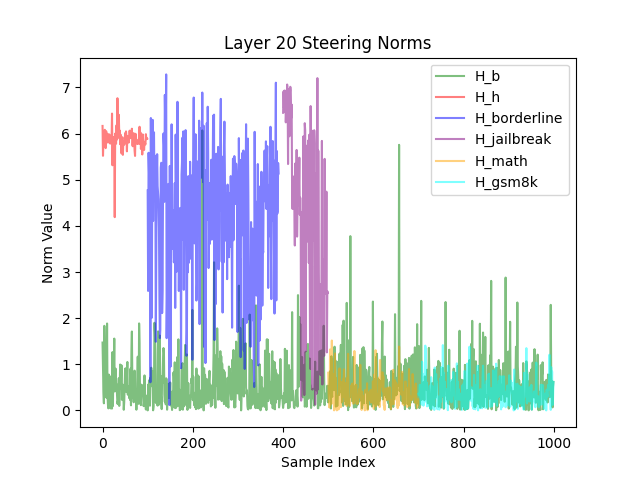 Layer 20 Steering Norms
H_b
H_h
H_borderline
H_jailbreak
H_math
H_gsm8k
Norm Value
7
6
5
4
3
2
1
0
0 200 400 600 800 1000
Sample Index